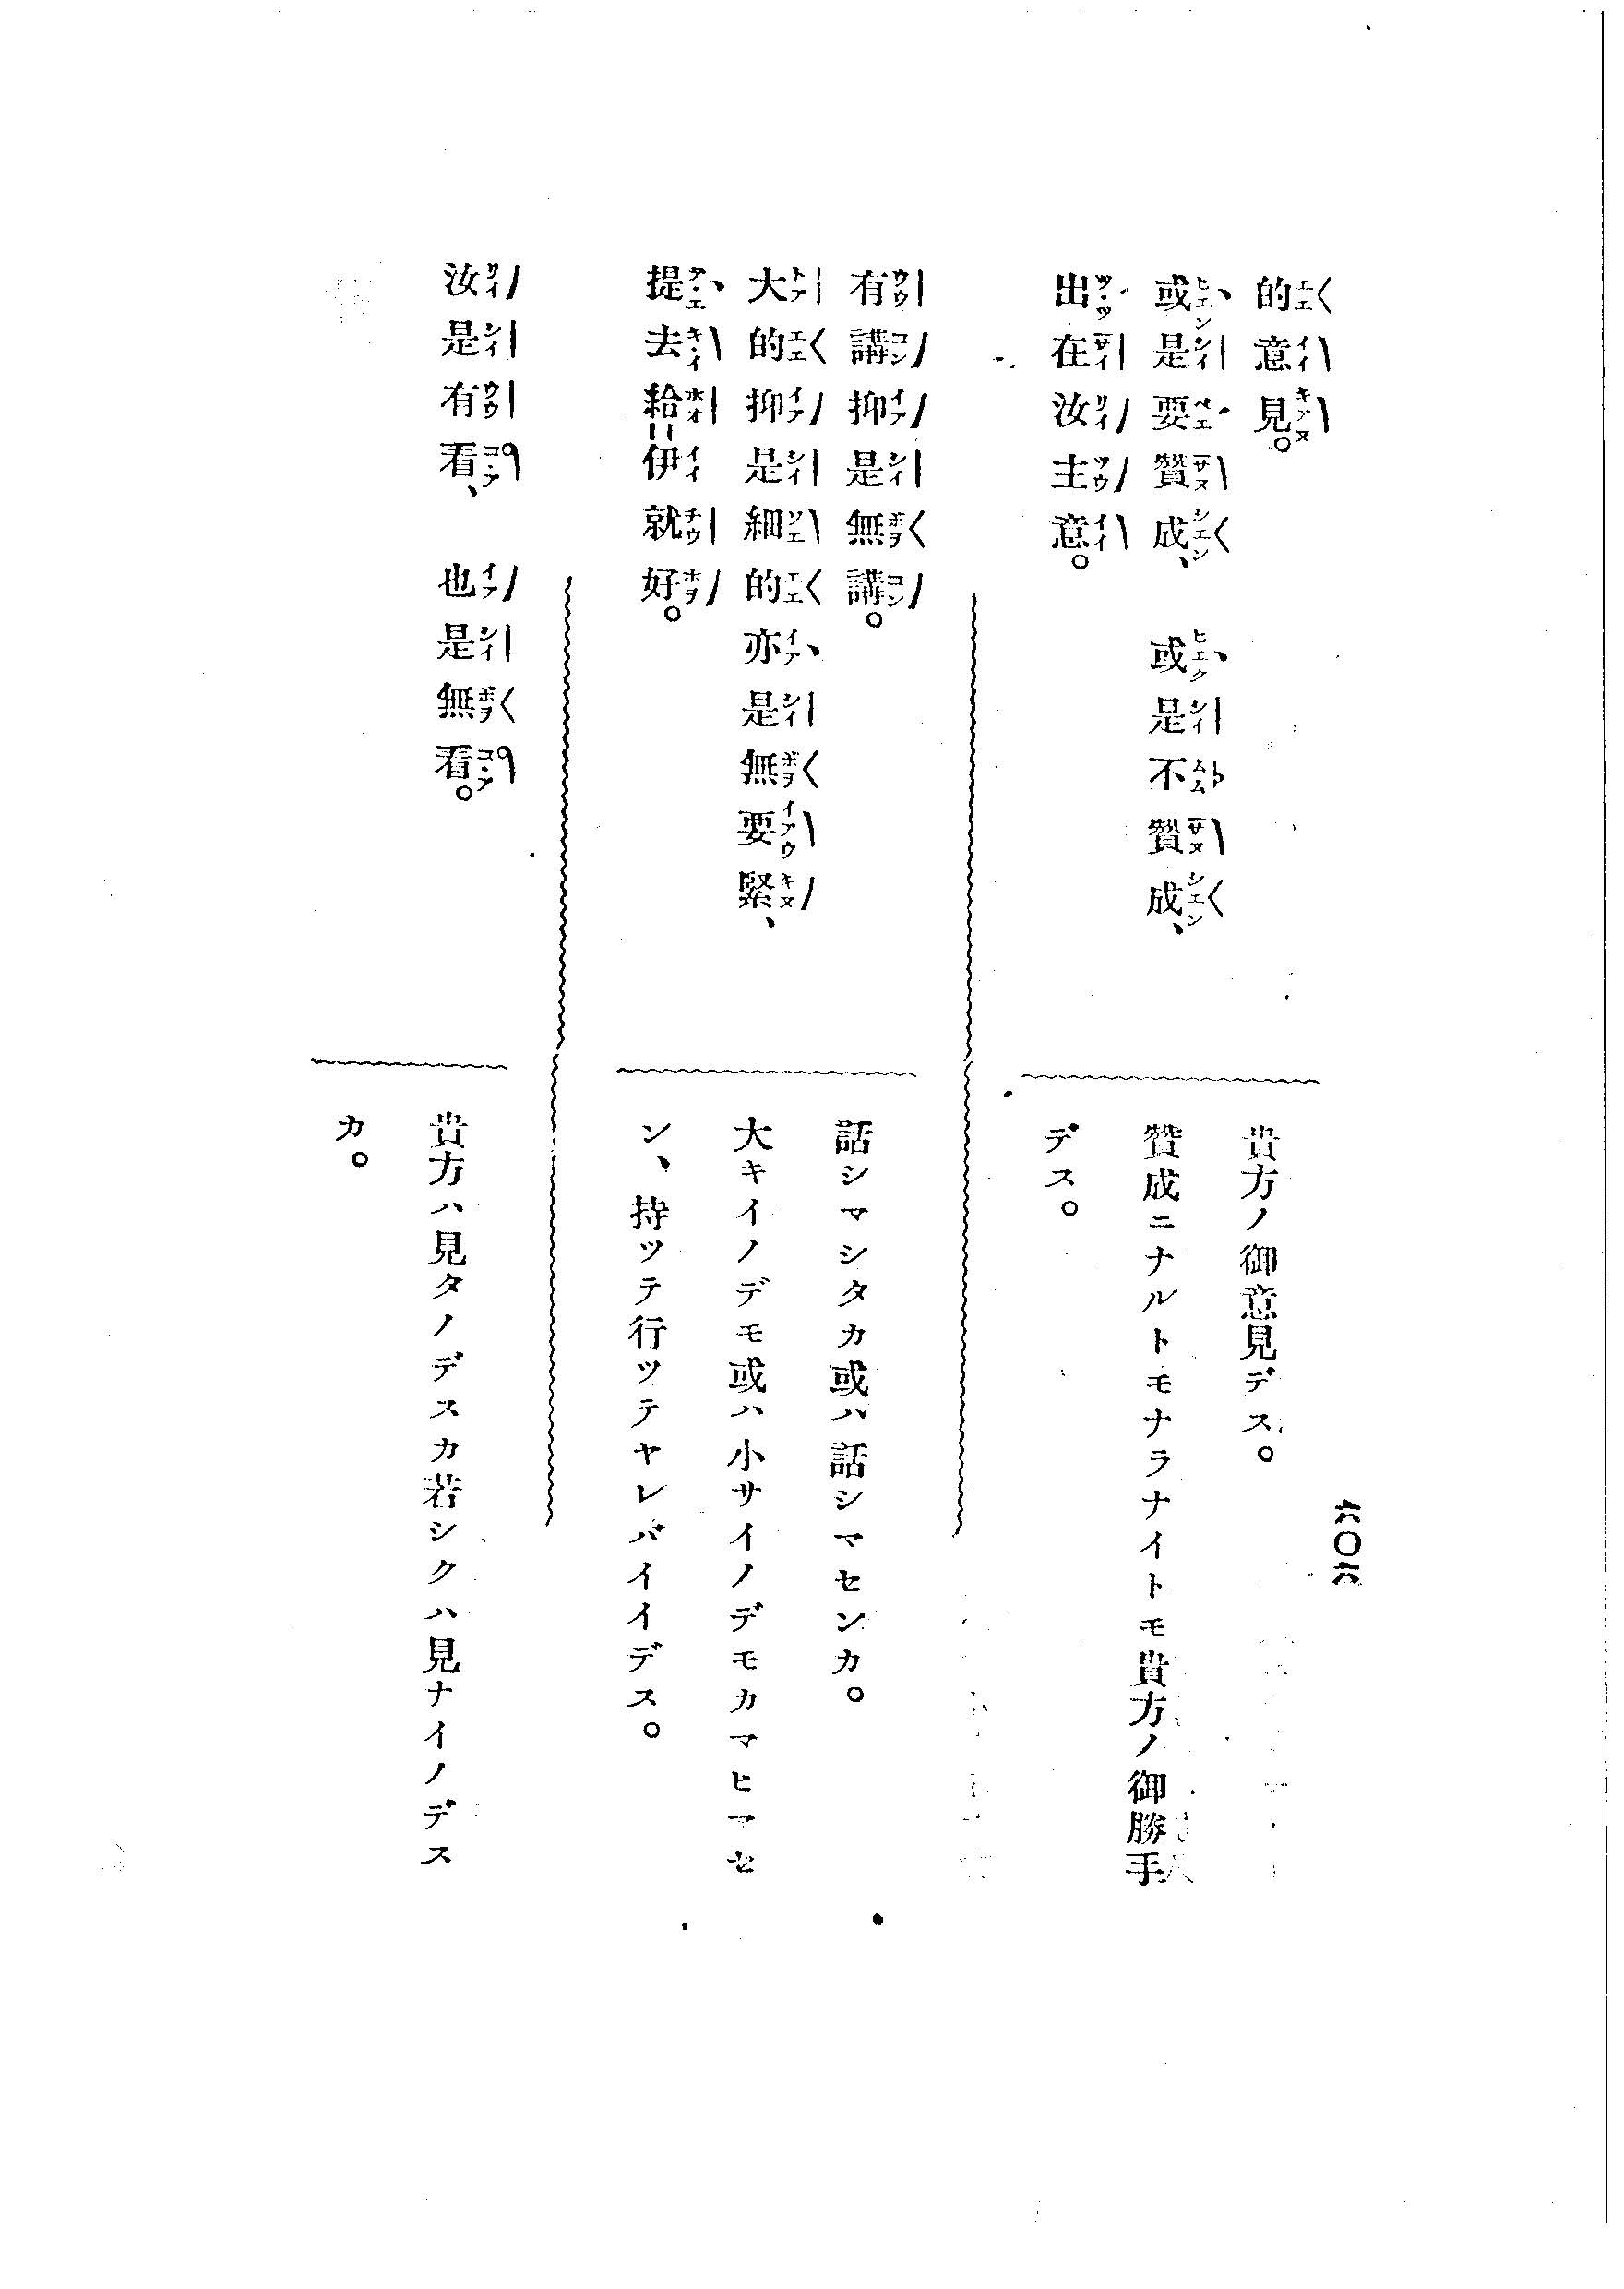 六〇六
的意見。
或是要贊成、或是不贊成、
出在汝主意。
貴方ノ御意見デス。
贊成ニナルトモナラナイトモ貴方ノ御勝手
デス。
有講抑是無講。
大的抑是細的亦是無要緊、
提去給伊就好。
話シマシタカ或ハ話シマセンカ。
大キイノデモ或ハ小サイノデモカマヒマセ
ン、持ツテ行ツテヤレバイイデス。
汝是有看、也是無看。
貴方ハ見タノデスカ若シクハ見ナイノデス
カ。